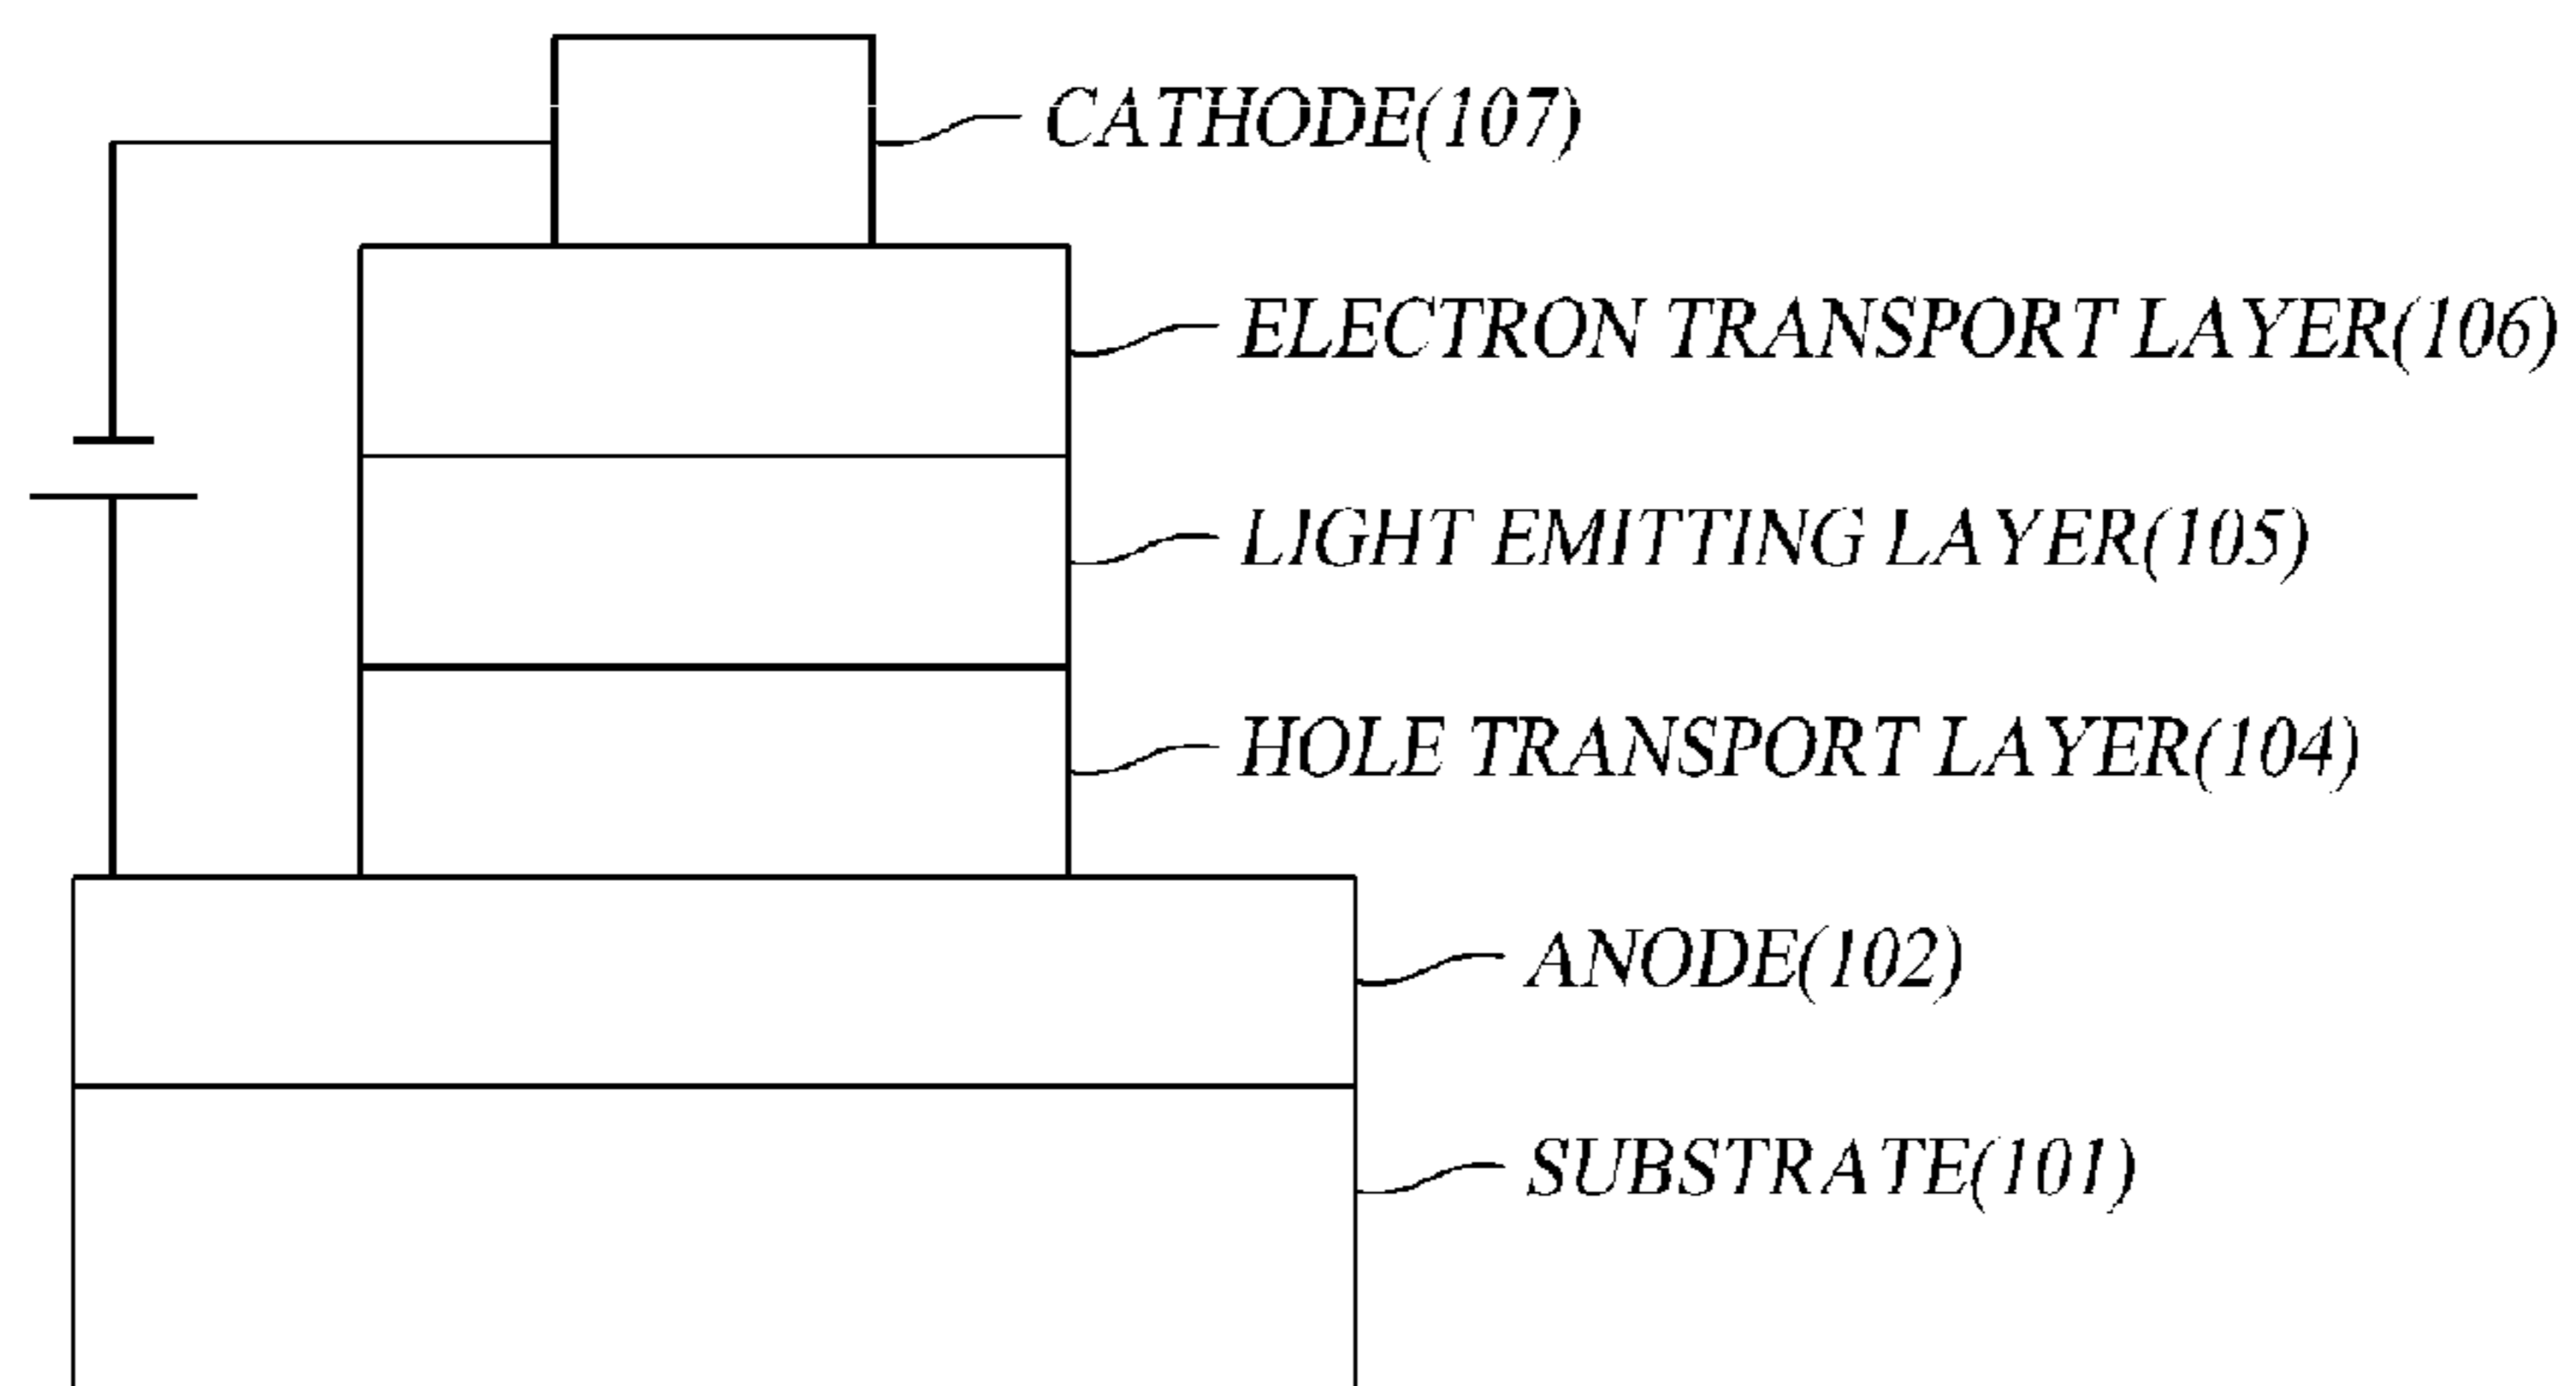 CATHODE(107)
ELECTRON TRANSPORT LAYER(106)
LIGHT EMITTING LAYER(105)
HOLE TRANSPORT LAYER(104)
ANODE(102)
SUBSTRATE(101)